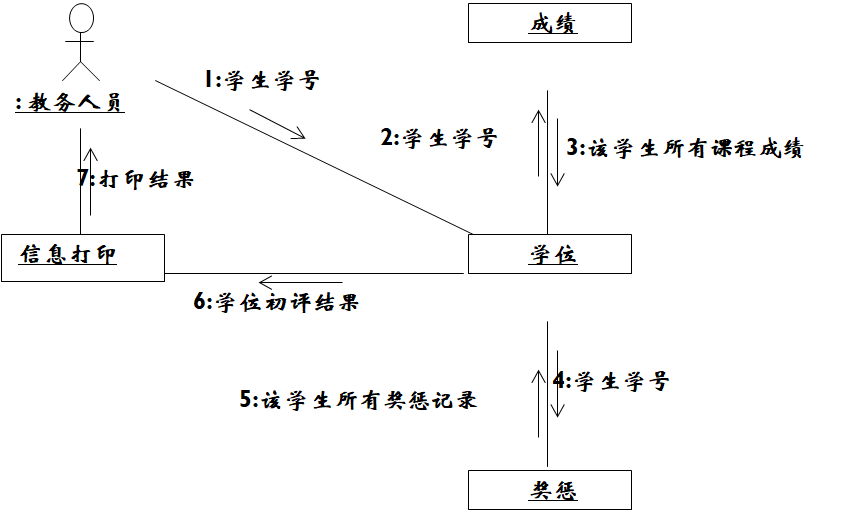 成绩
1:学生学号
:教务人员
2:学生学号
3:该学生所有课程成绩
7:打印结果
信息打印
学位
6:学位初评结果
4:学生学号
5:该学生所有奖惩记录
奖惩